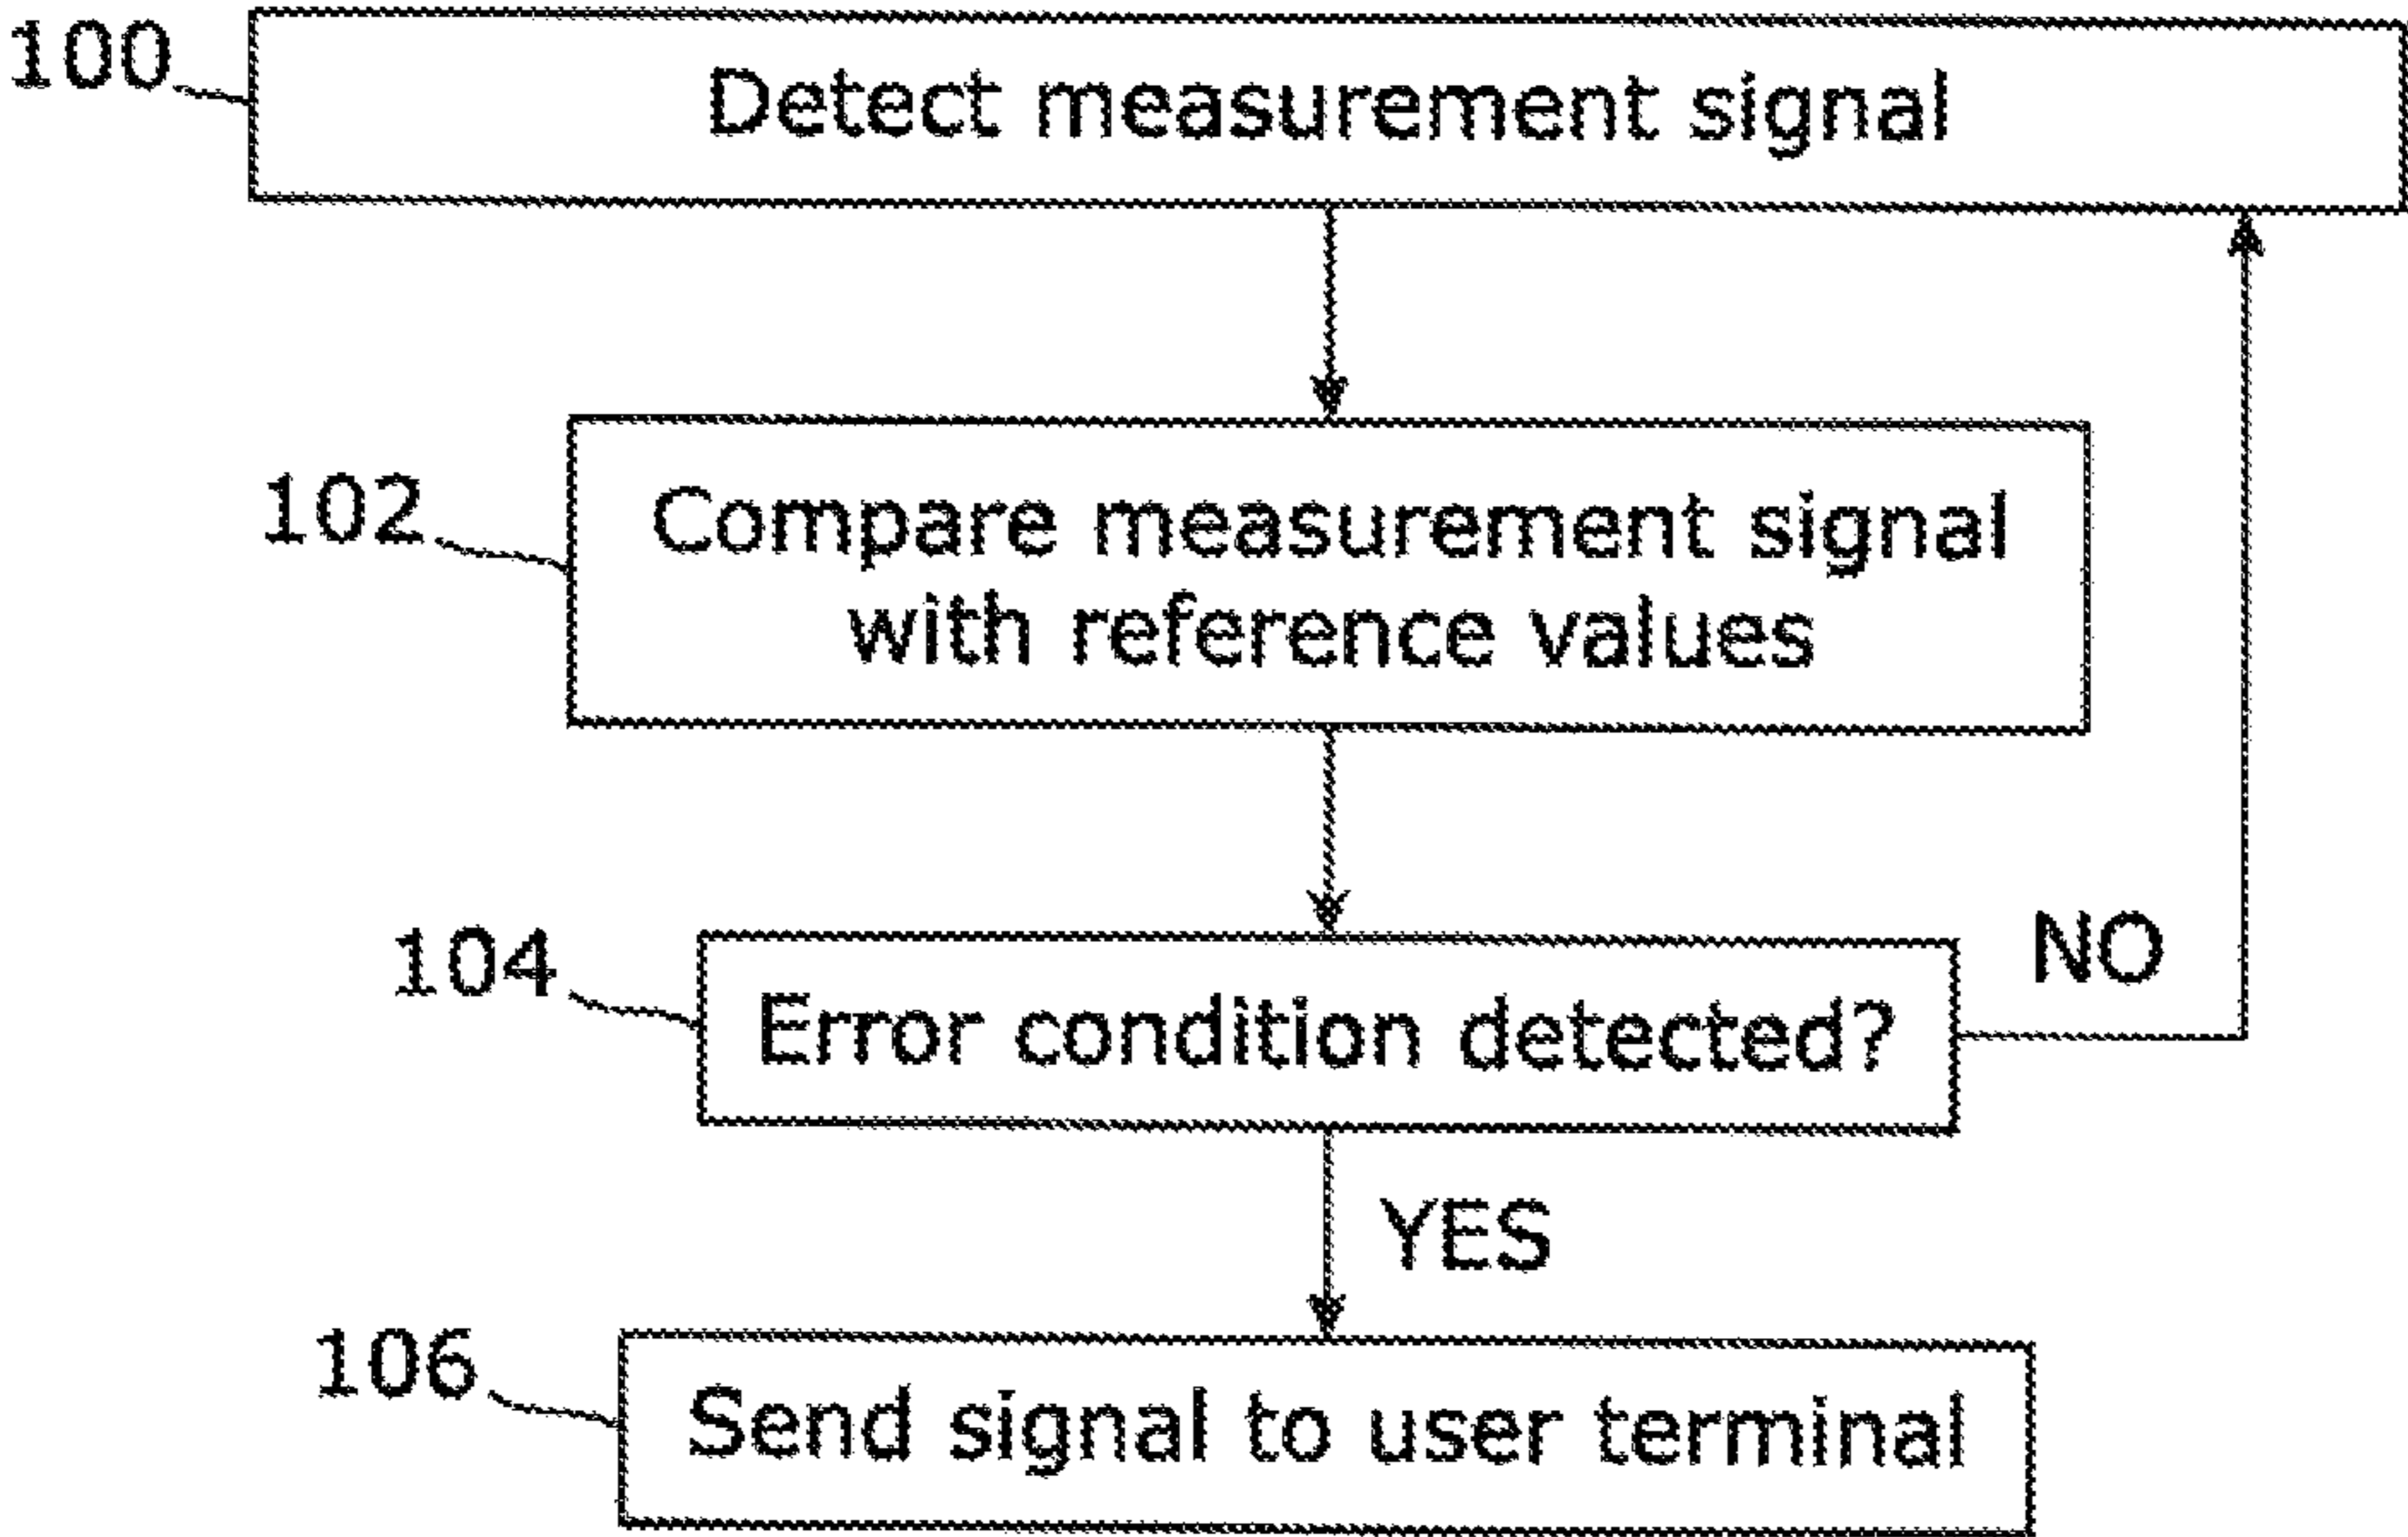 100
Detect measurement signal
102
Compare measurement signal
with reference values
104
Error condition detected?
NO
YES
106
Send signal to user terminal